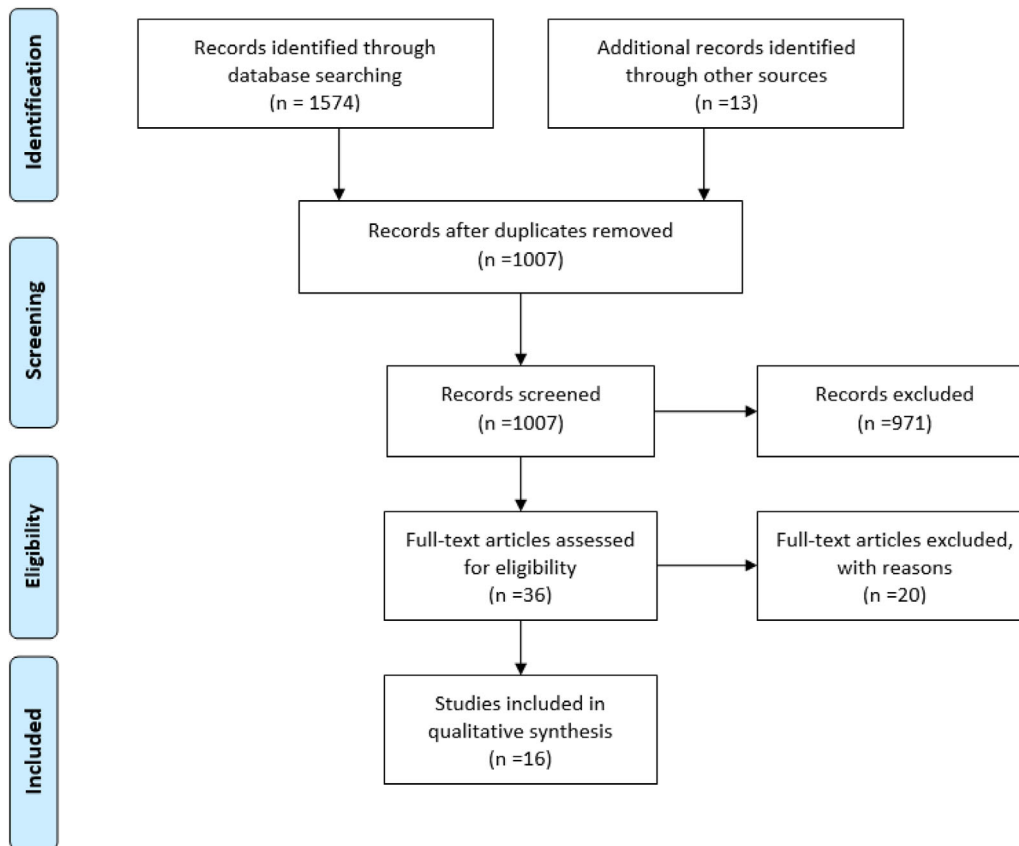 Identification
Records identified through
database searching
(n = 1574)
Additional records identified
through other sources
(n =13)
Records after duplicates removed
(n =1007)
Screening
Records screened
(n =1007)
Records excluded
(n =971)
Eligibility
Full-text articles assessed
for eligibility
(n =36)
Full-text articles excluded,
with reasons
(n =20)
Included
Studies included in
qualitative synthesis
(n =16)